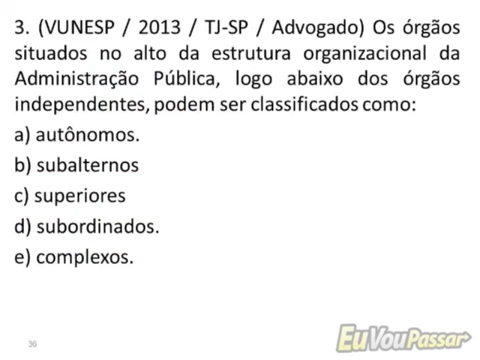 3. (VUNESP / 2013 / TJ-SP / Advogado) Os órgãos
situados no alto da estrutura organizacional da
Administração Pública, logo abaixo dos órgãos
independentes, podem ser classificados como:
a) autônomos.
b) subalternos
c) superiores
d) subordinados.
e) complexos.
36
EuVouPassar